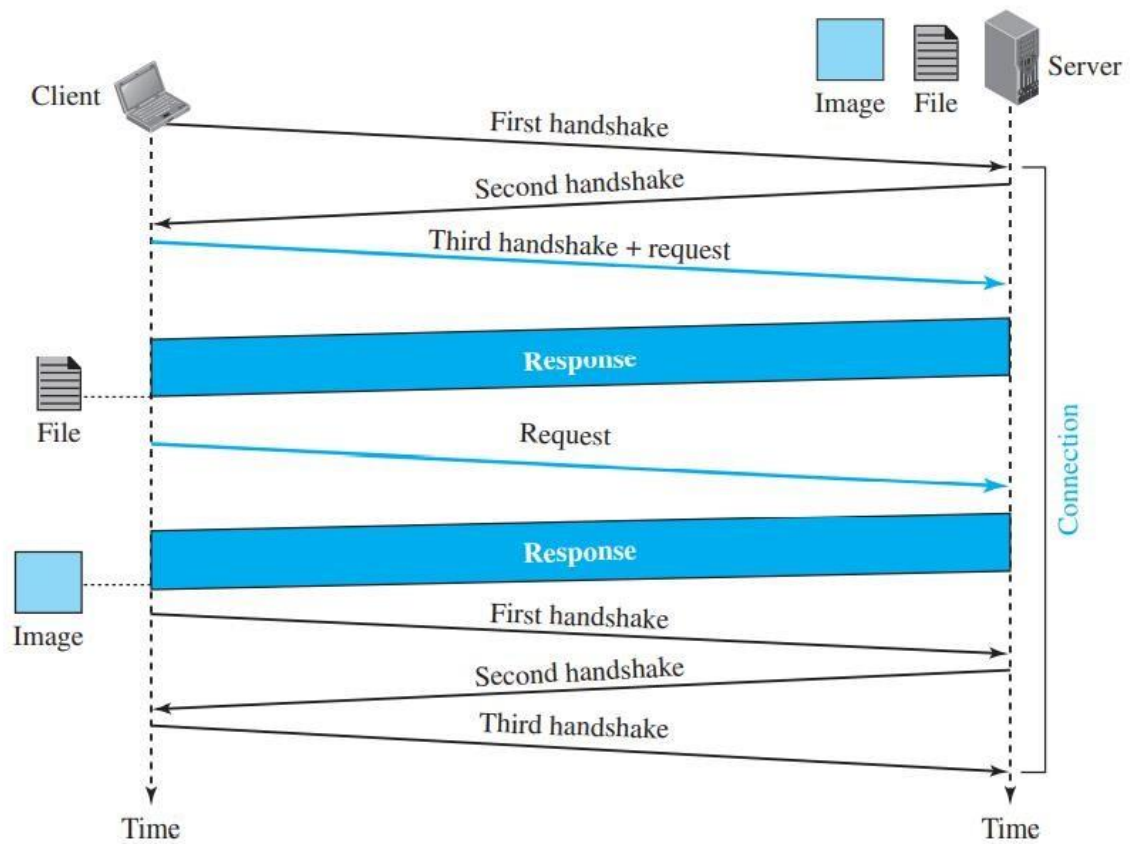 Client
Image
File
Server
First handshake
Second handshake
Third handshake + request
Response
File
Request
Connection
Response
Image
First handshake
Second handshake
Third handshake
Time
Time